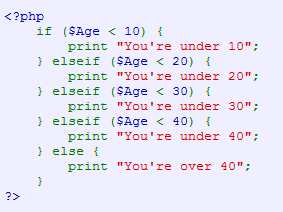 <?php
    if ($Age < 10) {
        print "You're under 10";
    } elseif ($Age < 20) {
        print "You're under 20";
    } elseif ($Age < 30) {
        print "You're under 30";
    } elseif ($Age < 40) {
        print "You're under 40";
    } else {
        print "You're over 40";
    }
?>